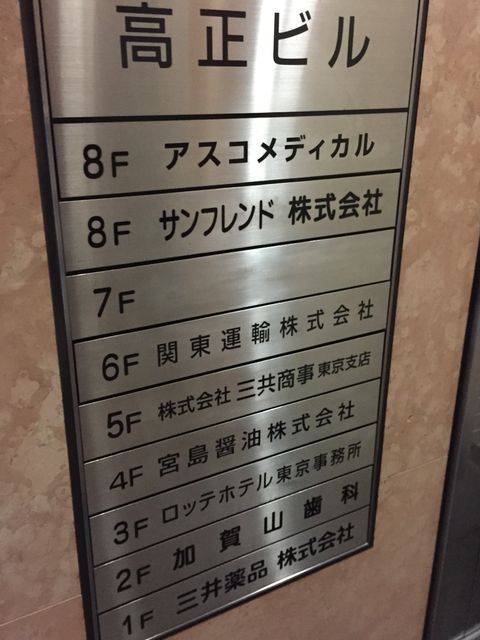 高正ビル
8F アスコメディカル
8F サンフレンド 株式会社
7F
6F 関東運輸株式会社
5F 株式会社 三共商事 東京支店
4F 宮島醤油株式会社
3F ロッテホテル東京事務所
2F 加賀山歯科
1F 三井薬品 株式会社